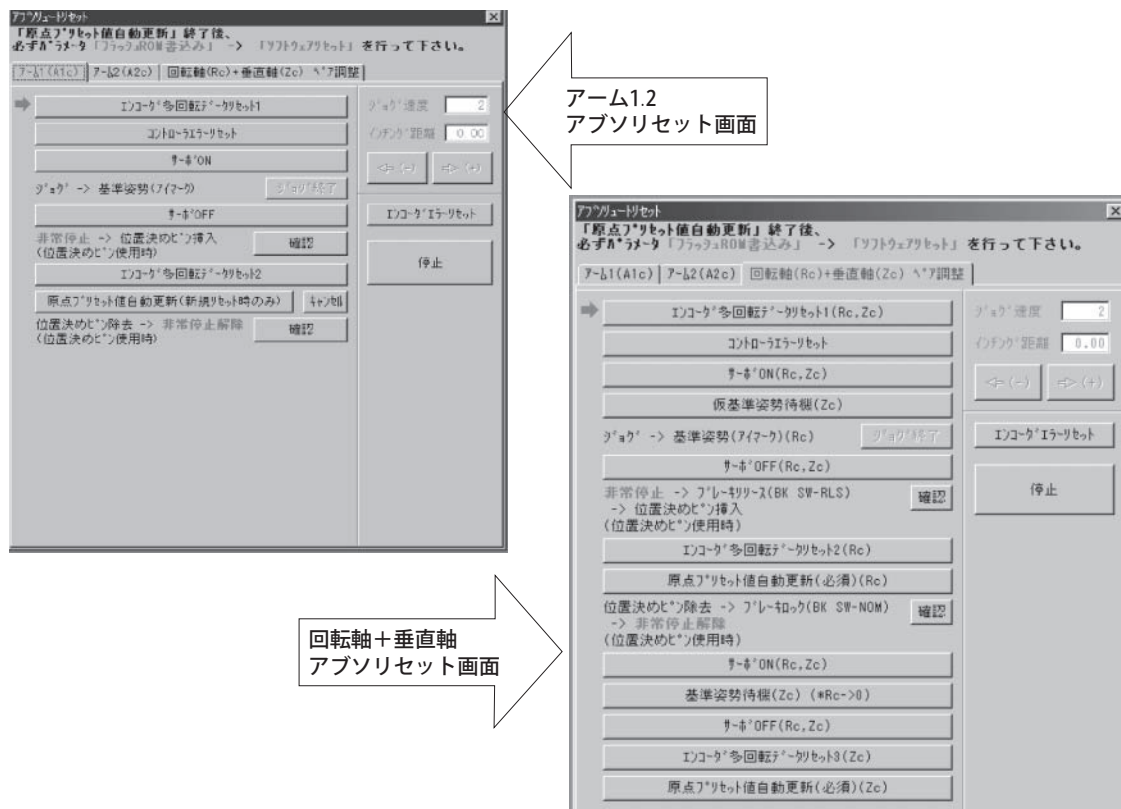 アブソリュートリセット
「原点プリセット値自動更新」終了後、
必ずパラメータ「フラッシュROM書込み」 -> 「ソフトウェアリセット」 を行って下さい。
アーム1(A1c) アーム2(A2c) 回転軸(Rc)+垂直軸(Zc) ペア調整
エンコーダ多回転データリセット1
コントローラエラーリセット
サーボON
ジョグ -> 基準姿勢(アイマーク) ジョグ終了
サーボOFF
非常停止 -> 位置決めピン挿入
(位置決めピン使用時)
確認
エンコーダ多回転データリセット2
原点プリセット値自動更新(新規リセット時のみ) キャンセル
位置決めピン除去 -> 非常停止解除
(位置決めピン使用時)
確認
ジョグ速度 2
インチング距離 0.00
<=(-) =>(+)
エンコーダエラーリセット
停止
アーム1.2
アブソリセット画面
アブソリュートリセット
「原点プリセット値自動更新」終了後、
必ずパラメータ「フラッシュROM書込み」 -> 「ソフトウェアリセット」 を行って下さい。
アーム1(A1c) アーム2(A2c) 回転軸(Rc)+垂直軸(Zc) ペア調整
エンコーダ多回転データリセット1(Rc,Zc)
コントローラエラーリセット
サーボON(Rc,Zc)
仮基準姿勢待機(Zc)
ジョグ -> 基準姿勢(アイマーク)(Rc) ジョグ終了
サーボOFF(Rc,Zc)
非常停止 -> ブレーキリリース(BK SW-RLS)
-> 位置決めピン挿入
(位置決めピン使用時)
確認
エンコーダ多回転データリセット2(Rc)
原点プリセット値自動更新(必須)(Rc)
位置決めピン除去 -> ブレーキロック(BK SW-NOM)
-> 非常停止解除
(位置決めピン使用時)
確認
サーボON(Rc,Zc)
基準姿勢待機(Zc) (*Rc->0)
サーボOFF(Rc,Zc)
エンコーダ多回転データリセット3(Zc)
原点プリセット値自動更新(必須)(Zc)
ジョグ速度 2
インチング距離 0.00
<=(-) =>(+)
エンコーダエラーリセット
停止
回転軸＋垂直軸
アブソリセット画面